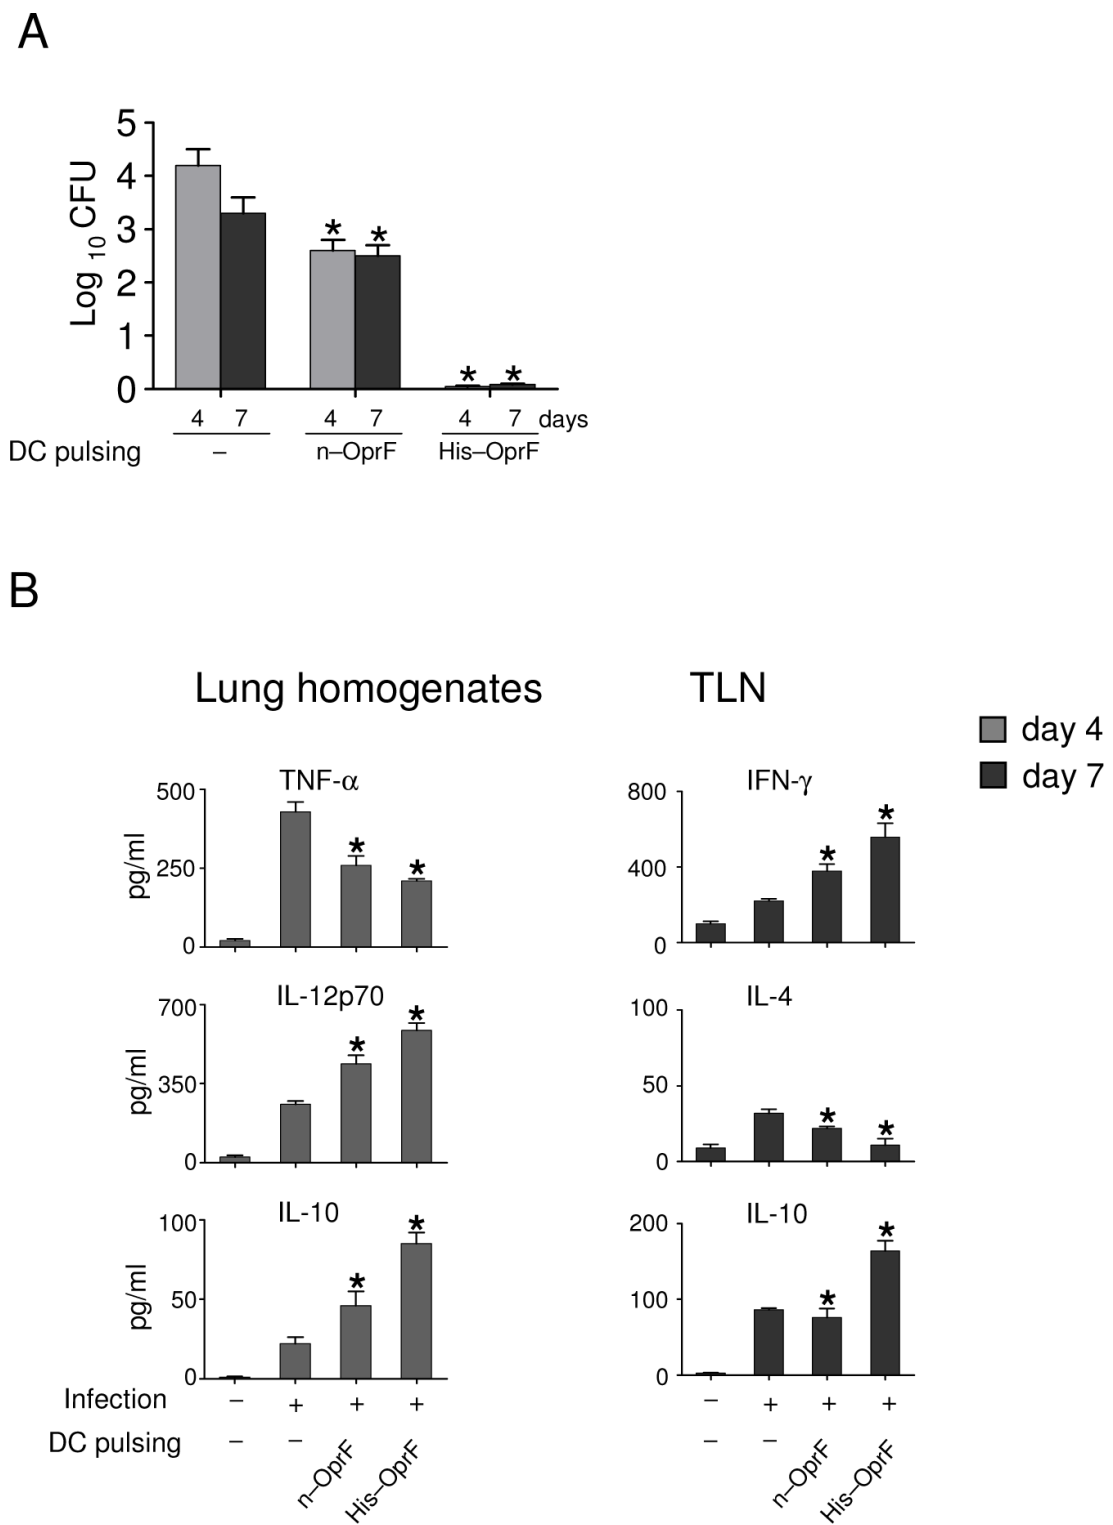 A
5
4
3
2
1
0
Log 10 CFU
* * * *
4 7 4 7 4 7 days
DC pulsing – n–OprF His–OprF
B
Lung homogenates TLN
day 4
day 7
TNF-α
500
250
0
pg/ml
* *
IFN-γ
800
400
0
* *
IL-12p70
700
350
0
pg/ml
* *
IL-4
100
50
0
* *
IL-10
100
50
0
pg/ml
* *
IL-10
200
100
0
* *
Infection – + + + – + + +
DC pulsing – – n–OprF His–OprF – – n–OprF His–OprF